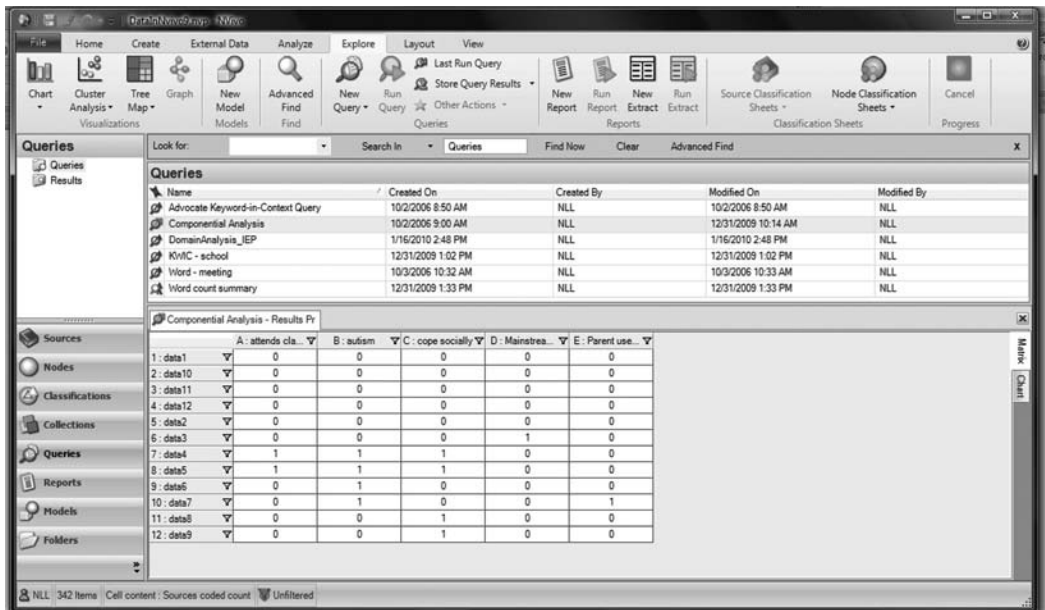 DataInNvivo9.nvp - NVivo
File Home Create External Data Analyze Explore Layout View
Chart Cluster Analysis Tree Map Graph New Model Advanced Find New Query Run Query Last Run Query Store Query Results Other Actions New Report Run Report New Extract Run Extract Source Classification Sheets Node Classification Sheets Cancel
Visualizations Models Find Queries Reports Classification Sheets Progress
Queries
Queries
Results
Look for: Search In Queries Find Now Clear Advanced Find X
Queries
Name Created On Created By Modified On Modified By
Advocate Keyword-in-Context Query 10/2/2006 8:50 AM NLL 10/2/2006 8:50 AM NLL
Componential Analysis 10/2/2006 9:00 AM NLL 12/31/2009 10:14 AM NLL
DomainAnalysis_IEP 1/16/2010 2:48 PM NLL 1/16/2010 2:48 PM NLL
KWIC - school 12/31/2009 1:02 PM NLL 12/31/2009 1:02 PM NLL
Word - meeting 10/3/2006 10:32 AM NLL 10/3/2006 10:33 AM NLL
Word count summary 12/31/2009 1:33 PM NLL 12/31/2009 1:33 PM NLL
Componential Analysis - Results Pr
A : attends cla... B : autism C : cope socially D : Mainstrea... E : Parent use...
1 : data1 0 0 0 0 0
2 : data10 0 0 0 0 0
3 : data11 0 0 0 0 0
4 : data12 0 0 0 0 0
5 : data2 0 0 0 0 0
6 : data3 0 0 0 1 0
7 : data4 1 1 1 0 0
8 : data5 1 1 1 0 0
9 : data6 0 1 0 0 0
10 : data7 0 1 0 0 1
11 : data8 0 0 1 0 0
12 : data9 0 0 1 0 0
Matrix
Chart
Sources
Nodes
Classifications
Collections
Queries
Reports
Models
Folders
NLL 342 Items Cell content : Sources coded count Unfiltered